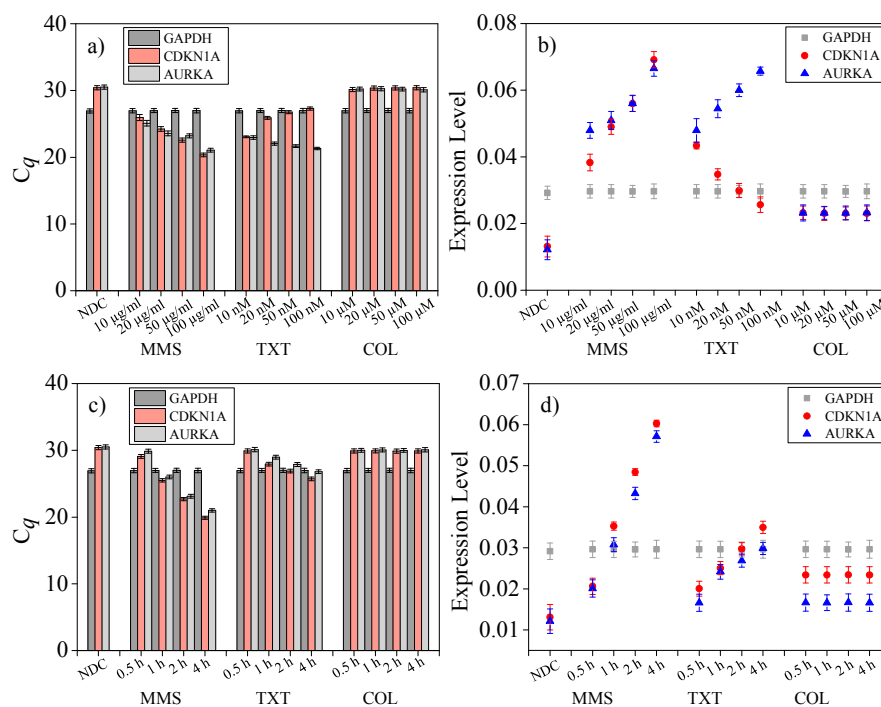 a)
GAPDH
CDKN1A
AURKA
40
30
20
10
0
C_q
NDC
10 µg/ml
20 µg/ml
50 µg/ml
100 µg/ml
10 nM
20 nM
50 nM
100 nM
10 µM
20 µM
50 µM
100 µM
MMS
TXT
COL
b)
GAPDH
CDKN1A
AURKA
0.08
0.06
0.04
0.02
0.00
Expression Level
NDC
10 µg/ml
20 µg/ml
50 µg/ml
100 µg/ml
10 nM
20 nM
50 nM
100 nM
10 µM
20 µM
50 µM
100 µM
MMS
TXT
COL
c)
GAPDH
CDKN1A
AURKA
40
30
20
10
0
C_q
NDC
0.5 h
1 h
2 h
4 h
0.5 h
1 h
2 h
4 h
0.5 h
1 h
2 h
4 h
MMS
TXT
COL
d)
GAPDH
CDKN1A
AURKA
0.07
0.06
0.05
0.04
0.03
0.02
0.01
Expression Level
NDC
0.5 h
1 h
2 h
4 h
0.5 h
1 h
2 h
4 h
0.5 h
1 h
2 h
4 h
MMS
TXT
COL